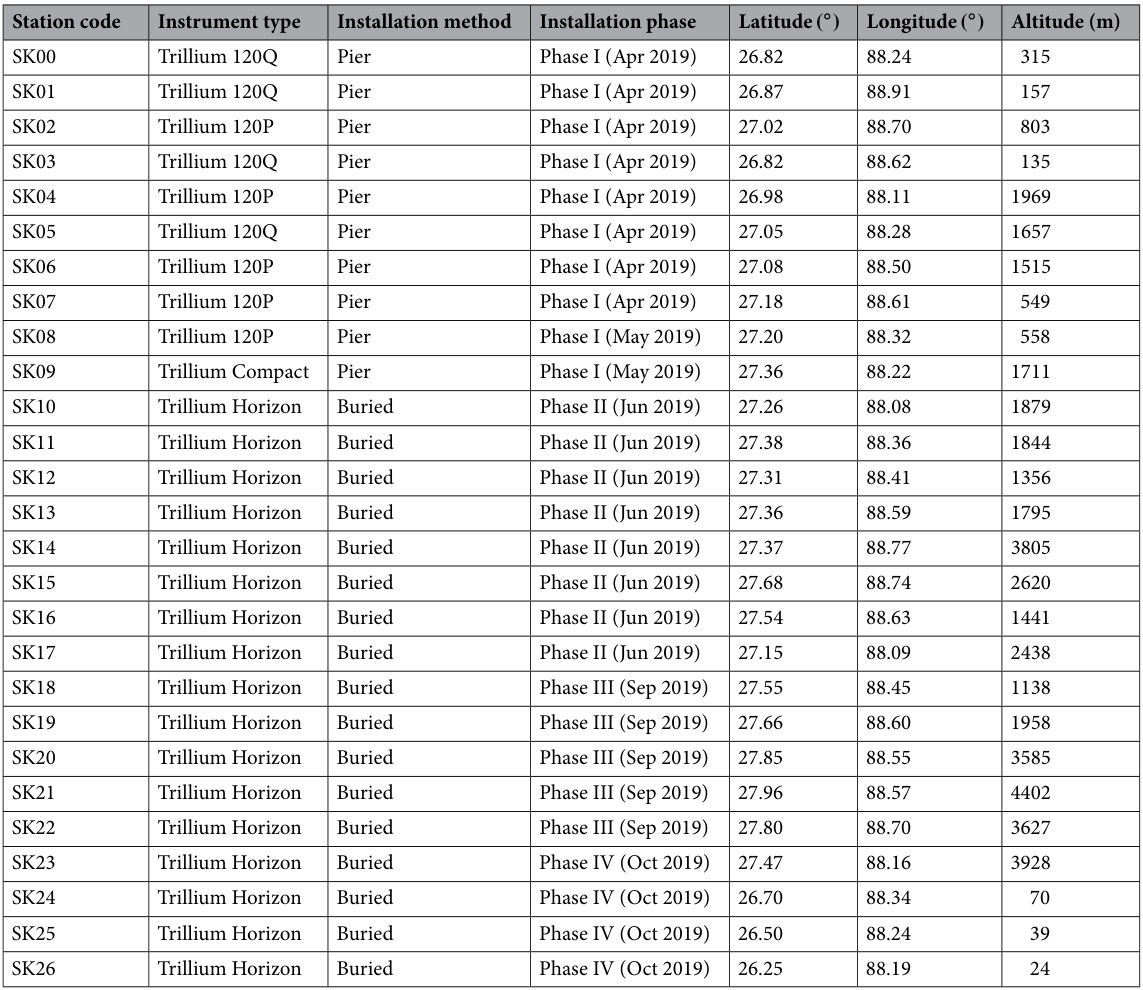 Station code Instrument type Installation method Installation phase Latitude (°) Longitude (°) Altitude (m)
SK00 Trillium 120Q Pier Phase I (Apr 2019) 26.82 88.24 315
SK01 Trillium 120Q Pier Phase I (Apr 2019) 26.87 88.91 157
SK02 Trillium 120P Pier Phase I (Apr 2019) 27.02 88.70 803
SK03 Trillium 120Q Pier Phase I (Apr 2019) 26.82 88.62 135
SK04 Trillium 120P Pier Phase I (Apr 2019) 26.98 88.11 1969
SK05 Trillium 120Q Pier Phase I (Apr 2019) 27.05 88.28 1657
SK06 Trillium 120P Pier Phase I (Apr 2019) 27.08 88.50 1515
SK07 Trillium 120P Pier Phase I (Apr 2019) 27.18 88.61 549
SK08 Trillium 120P Pier Phase I (May 2019) 27.20 88.32 558
SK09 Trillium Compact Pier Phase I (May 2019) 27.36 88.22 1711
SK10 Trillium Horizon Buried Phase II (Jun 2019) 27.26 88.08 1879
SK11 Trillium Horizon Buried Phase II (Jun 2019) 27.38 88.36 1844
SK12 Trillium Horizon Buried Phase II (Jun 2019) 27.31 88.41 1356
SK13 Trillium Horizon Buried Phase II (Jun 2019) 27.36 88.59 1795
SK14 Trillium Horizon Buried Phase II (Jun 2019) 27.37 88.77 3805
SK15 Trillium Horizon Buried Phase II (Jun 2019) 27.68 88.74 2620
SK16 Trillium Horizon Buried Phase II (Jun 2019) 27.54 88.63 1441
SK17 Trillium Horizon Buried Phase II (Jun 2019) 27.15 88.09 2438
SK18 Trillium Horizon Buried Phase III (Sep 2019) 27.55 88.45 1138
SK19 Trillium Horizon Buried Phase III (Sep 2019) 27.66 88.60 1958
SK20 Trillium Horizon Buried Phase III (Sep 2019) 27.85 88.55 3585
SK21 Trillium Horizon Buried Phase III (Sep 2019) 27.96 88.57 4402
SK22 Trillium Horizon Buried Phase III (Sep 2019) 27.80 88.70 3627
SK23 Trillium Horizon Buried Phase IV (Oct 2019) 27.47 88.16 3928
SK24 Trillium Horizon Buried Phase IV (Oct 2019) 26.70 88.34 70
SK25 Trillium Horizon Buried Phase IV (Oct 2019) 26.50 88.24 39
SK26 Trillium Horizon Buried Phase IV (Oct 2019) 26.25 88.19 24